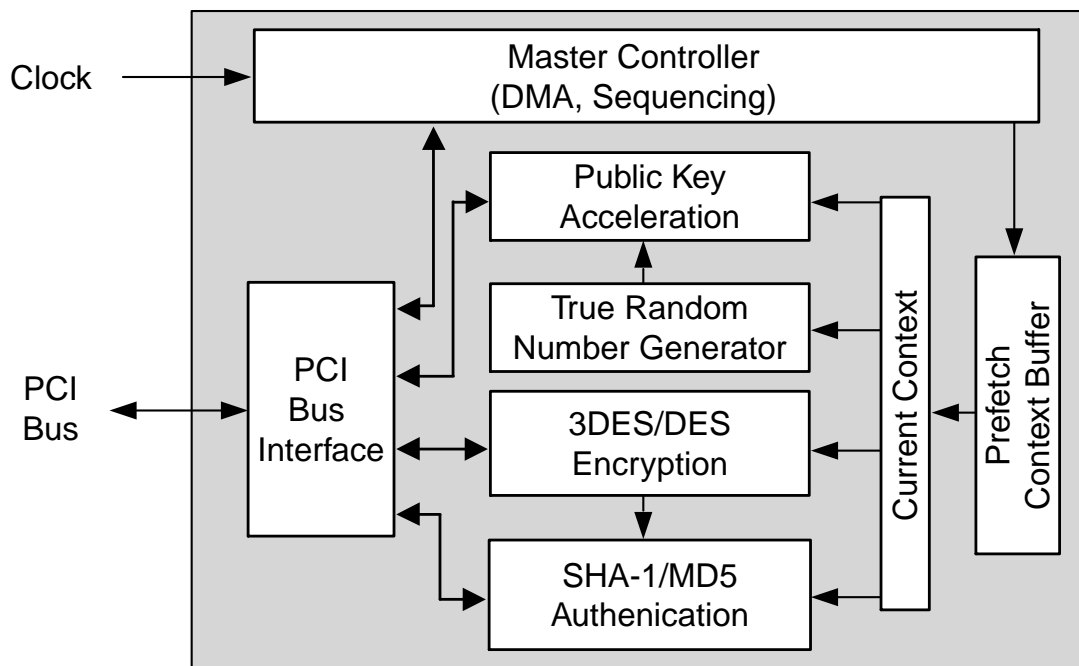 Master Controller
(DMA, Sequencing)
Clock
Public Key
Acceleration
True Random
Number Generator
PCI
Bus
Interface
PCI
Bus
3DES/DES
Encryption
SHA-1/MD5
Authenication
Current Context
Prefetch
Context Buffer